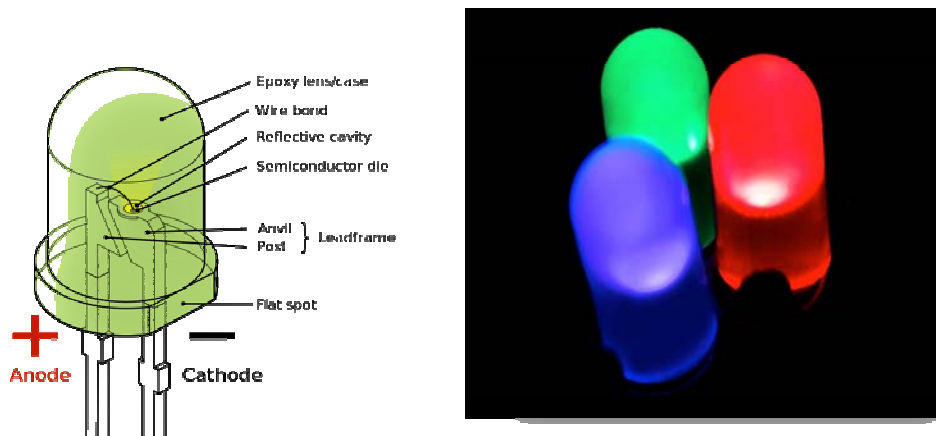 Epoxy lens/case
Wire bond
Reflective cavity
Semiconductor die
Anvil
Post
Leadframe
Flat spot
+
−
Anode
Cathode